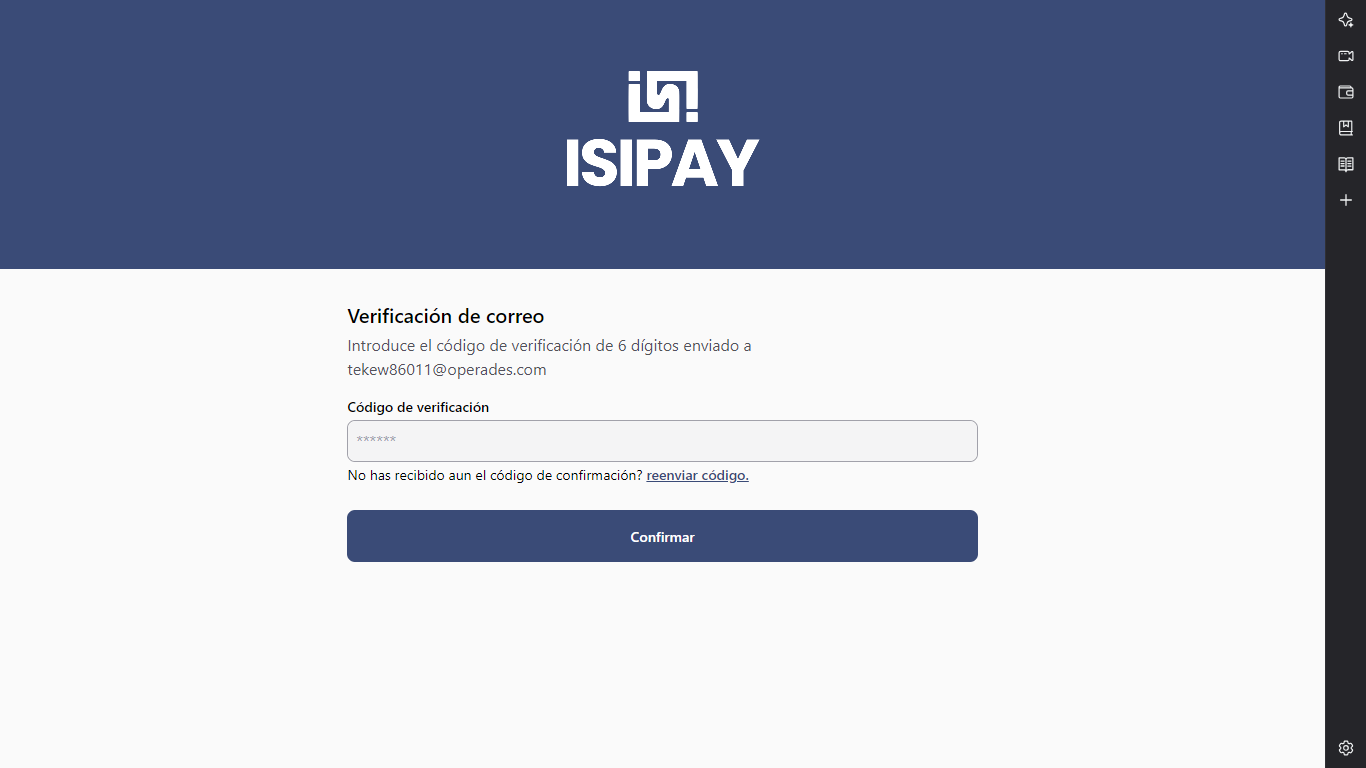 ISIPAY
Verificación de correo
Introduce el código de verificación de 6 dígitos enviado a
tekew86011@operades.com
Código de verificación
******
No has recibido aun el código de confirmación? reenviar código.
Confirmar